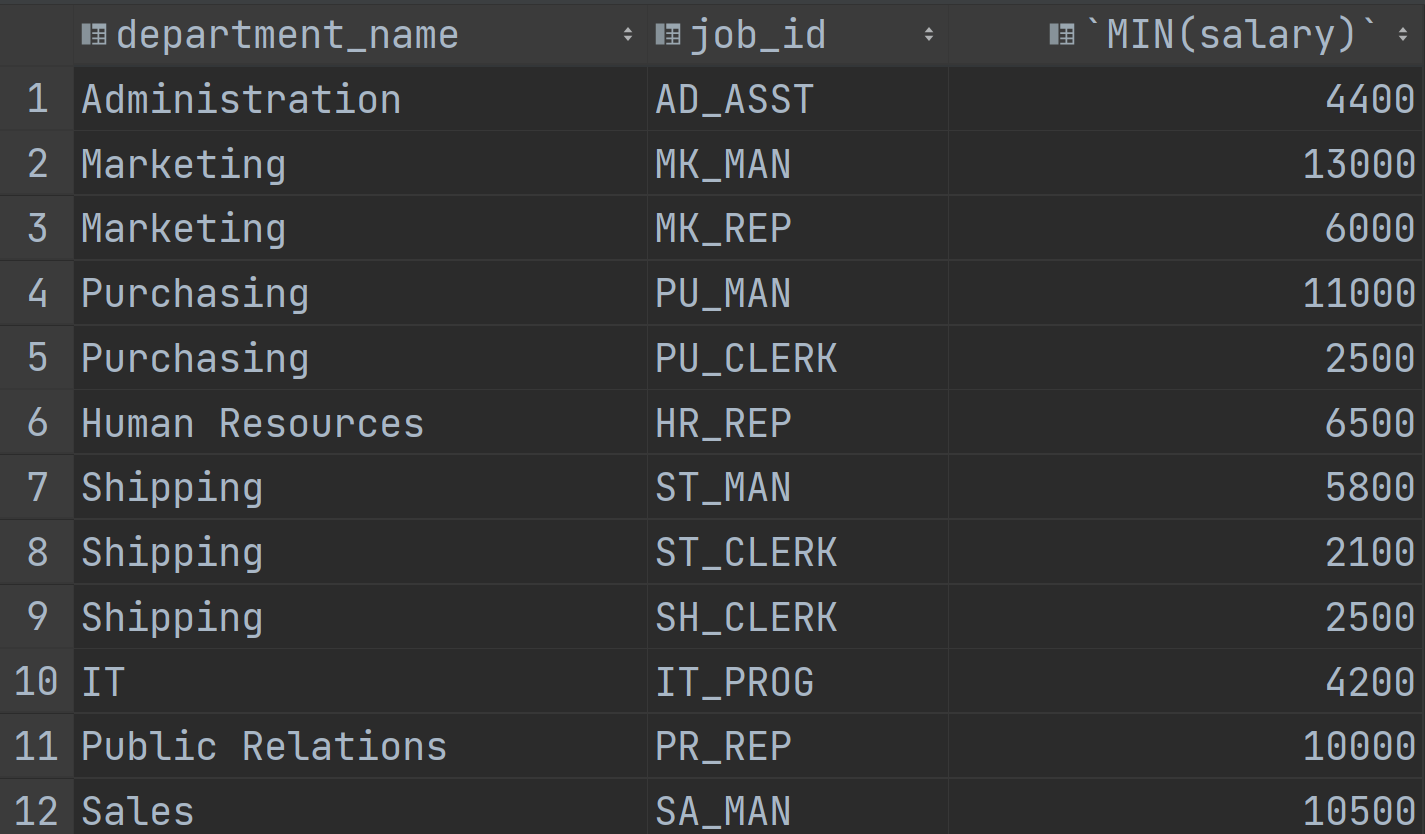 department_name job_id `MIN(salary)`
1 Administration AD_ASST 4400
2 Marketing MK_MAN 13000
3 Marketing MK_REP 6000
4 Purchasing PU_MAN 11000
5 Purchasing PU_CLERK 2500
6 Human Resources HR_REP 6500
7 Shipping ST_MAN 5800
8 Shipping ST_CLERK 2100
9 Shipping SH_CLERK 2500
10 IT IT_PROG 4200
11 Public Relations PR_REP 10000
12 Sales SA_MAN 10500